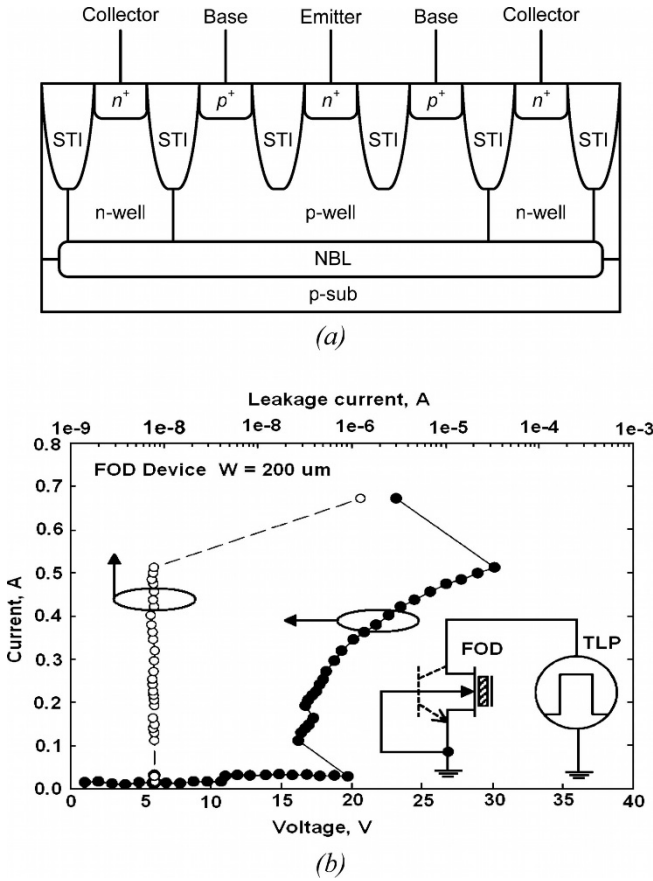 Collector Base Emitter Base Collector
n+ p+ n+ p+ n+
STI STI STI STI STI STI
n-well p-well n-well
NBL
p-sub
(a)
Leakage current, A
1e-9 1e-8 1e-7 1e-6 1e-5 1e-4 1e-3
FOD Device W = 200 um
Current, A
0.8
0.7
0.6
0.5
0.4
0.3
0.2
0.1
0.0
FOD
TLP
0 5 10 15 20 25 30 35 40
Voltage, V
(b)